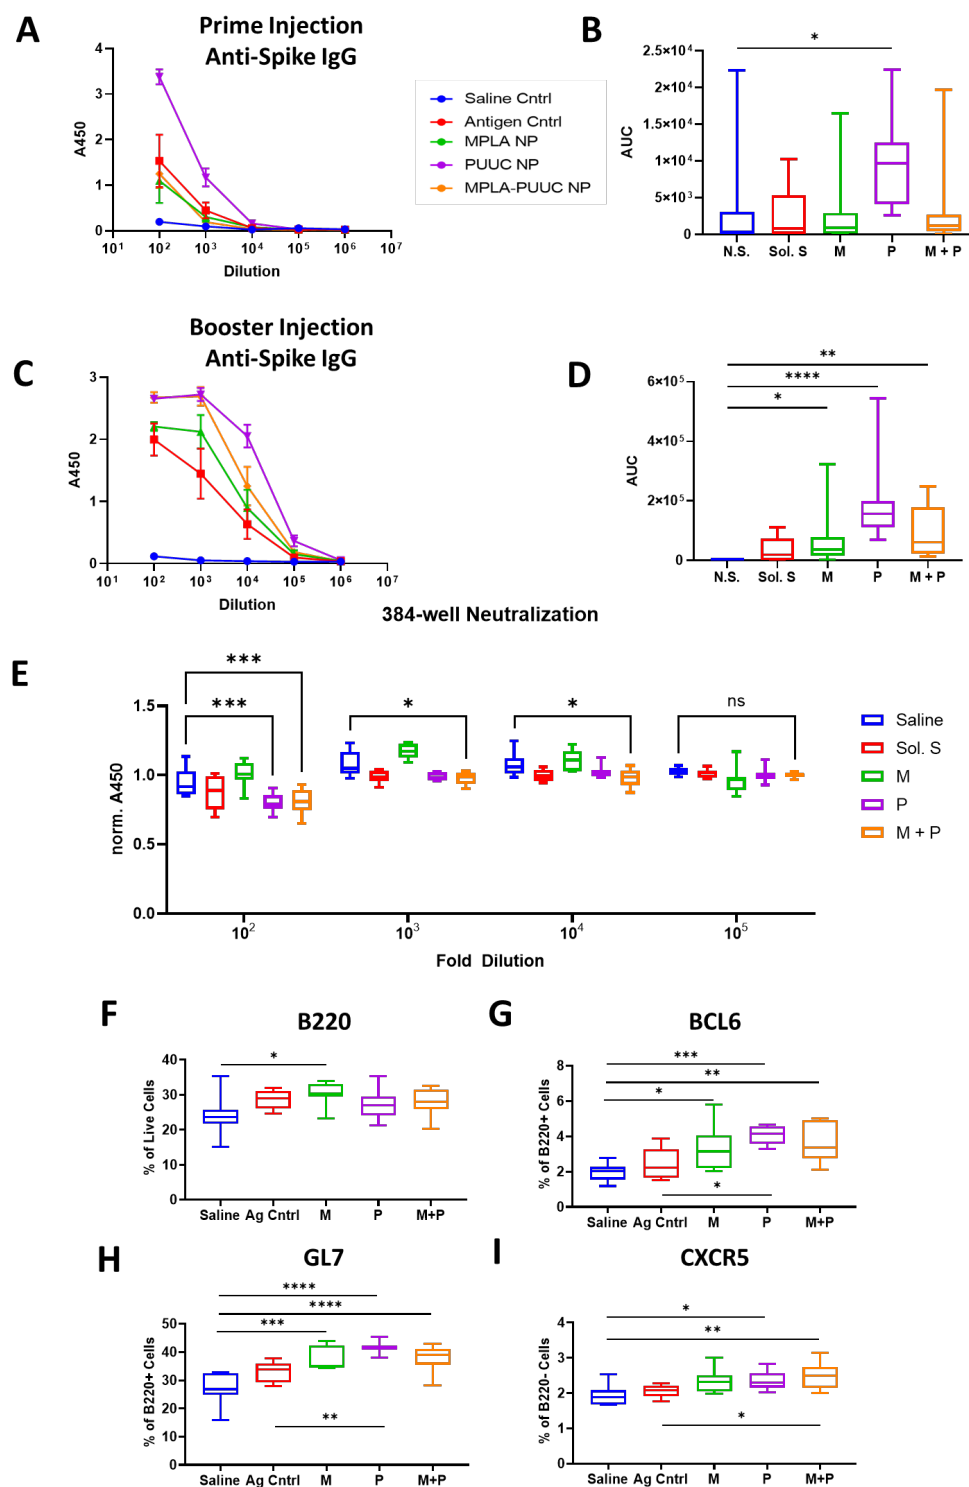 A
Prime Injection
Anti-Spike IgG
4
3
2
1
0
A450
10¹ 10² 10³ 10⁴ 10⁵ 10⁶ 10⁷
Dilution
Saline Cntrl
Antigen Cntrl
MPLA NP
PUUC NP
MPLA-PUUC NP
B
*
2.5×10⁴
2×10⁴
1.5×10⁴
1×10⁴
5×10³
0
AUC
N.S. Sol. S M P M + P
Booster Injection
Anti-Spike IgG
C
3
2
1
0
A450
10¹ 10² 10³ 10⁴ 10⁵ 10⁶ 10⁷
Dilution
D
**
****
*
6×10⁵
4×10⁵
2×10⁵
0
AUC
N.S. Sol. S M P M + P
384-well Neutralization
E
***
***
*
*
ns
1.5
1.0
0.5
0.0
norm. A450
10² 10³ 10⁴ 10⁵
Fold Dilution
Saline
Sol. S
M
P
M + P
F
B220
*
40
30
20
10
0
% of Live Cells
Saline Ag Cntrl M P M+P
G
BCL6
***
**
*
*
8
6
4
2
0
% of B220+ Cells
Saline Ag Cntrl M P M+P
H
GL7
****
****
***
**
50
40
30
20
10
0
% of B220+ Cells
Saline Ag Cntrl M P M+P
I
CXCR5
*
**
*
4
3
2
1
0
% of B220- Cells
Saline Ag Cntrl M P M+P